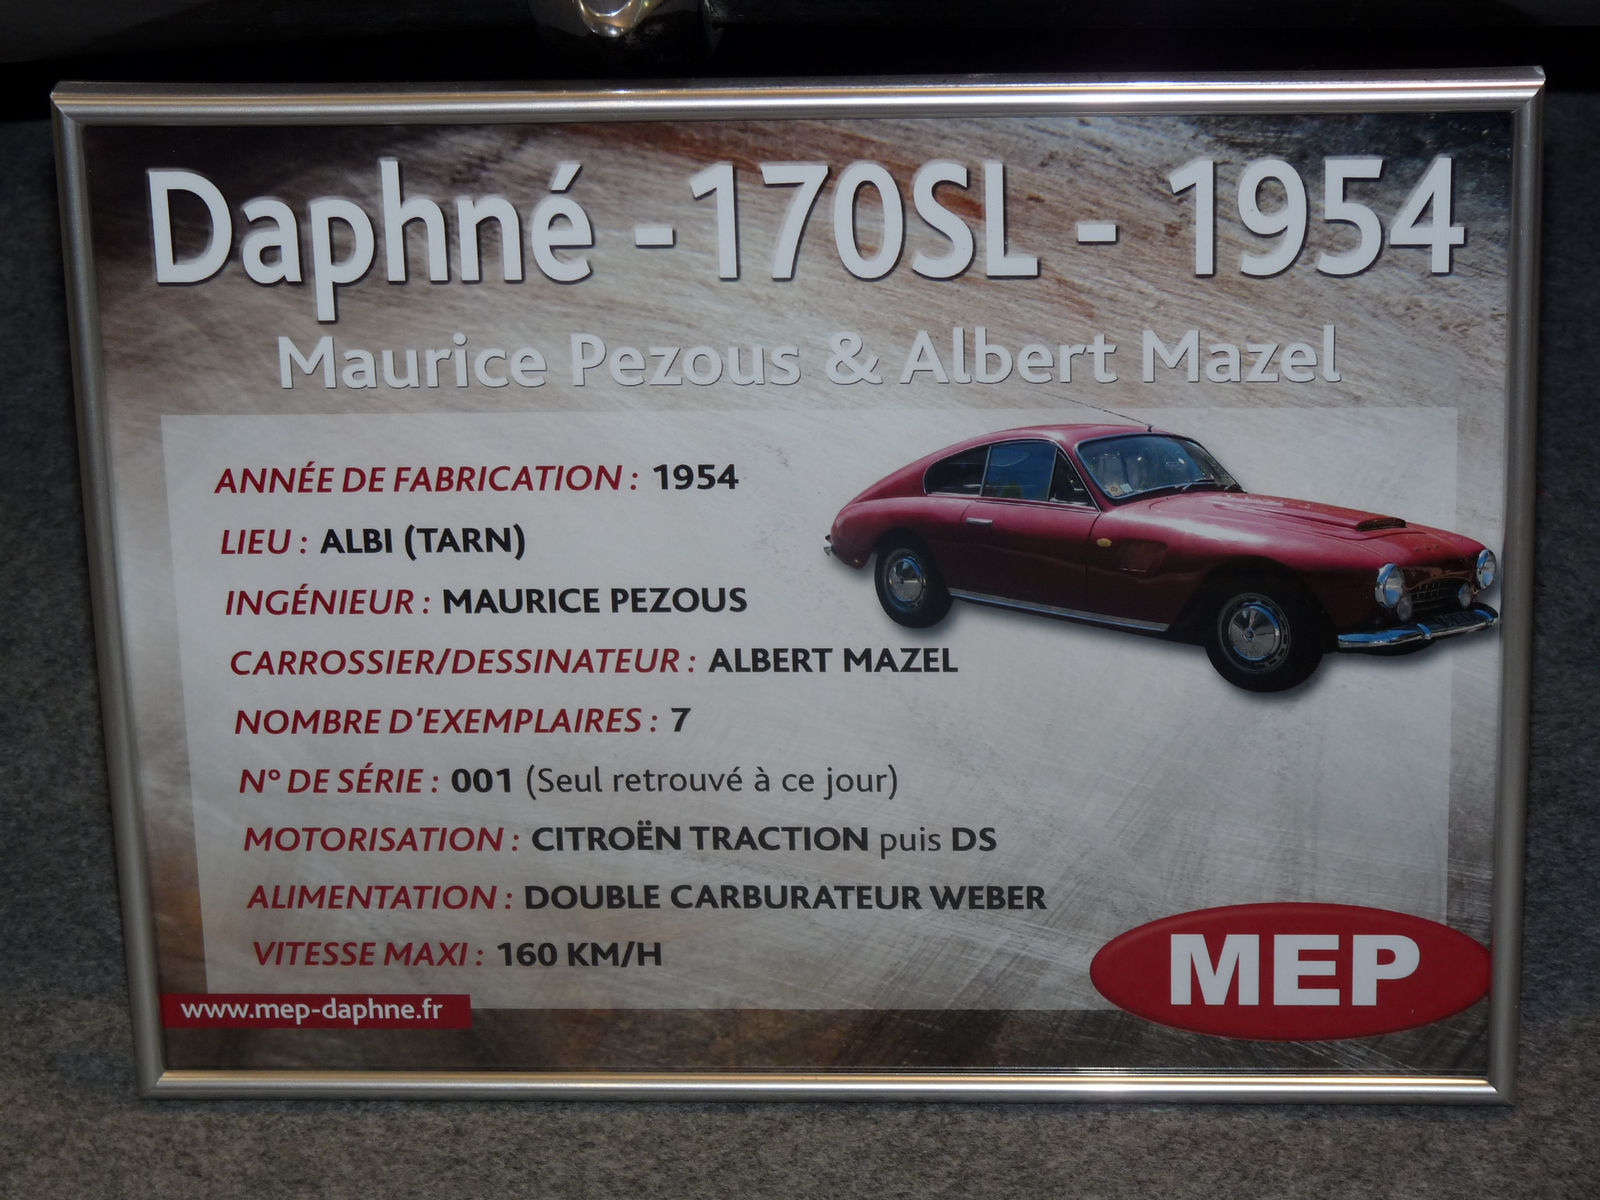 Daphné - 170SL - 1954
Maurice Pezous & Albert Mazel
ANNÉE DE FABRICATION : 1954
LIEU : ALBI (TARN)
INGÉNIEUR : MAURICE PEZOUS
CARROSSIER/DESSINATEUR : ALBERT MAZEL
NOMBRE D'EXEMPLAIRES : 7
N° DE SÉRIE : 001 (Seul retrouvé à ce jour)
MOTORISATION : CITROËN TRACTION puis DS
ALIMENTATION : DOUBLE CARBURATEUR WEBER
VITESSE MAXI : 160 KM/H
www.mep-daphne.fr
MEP